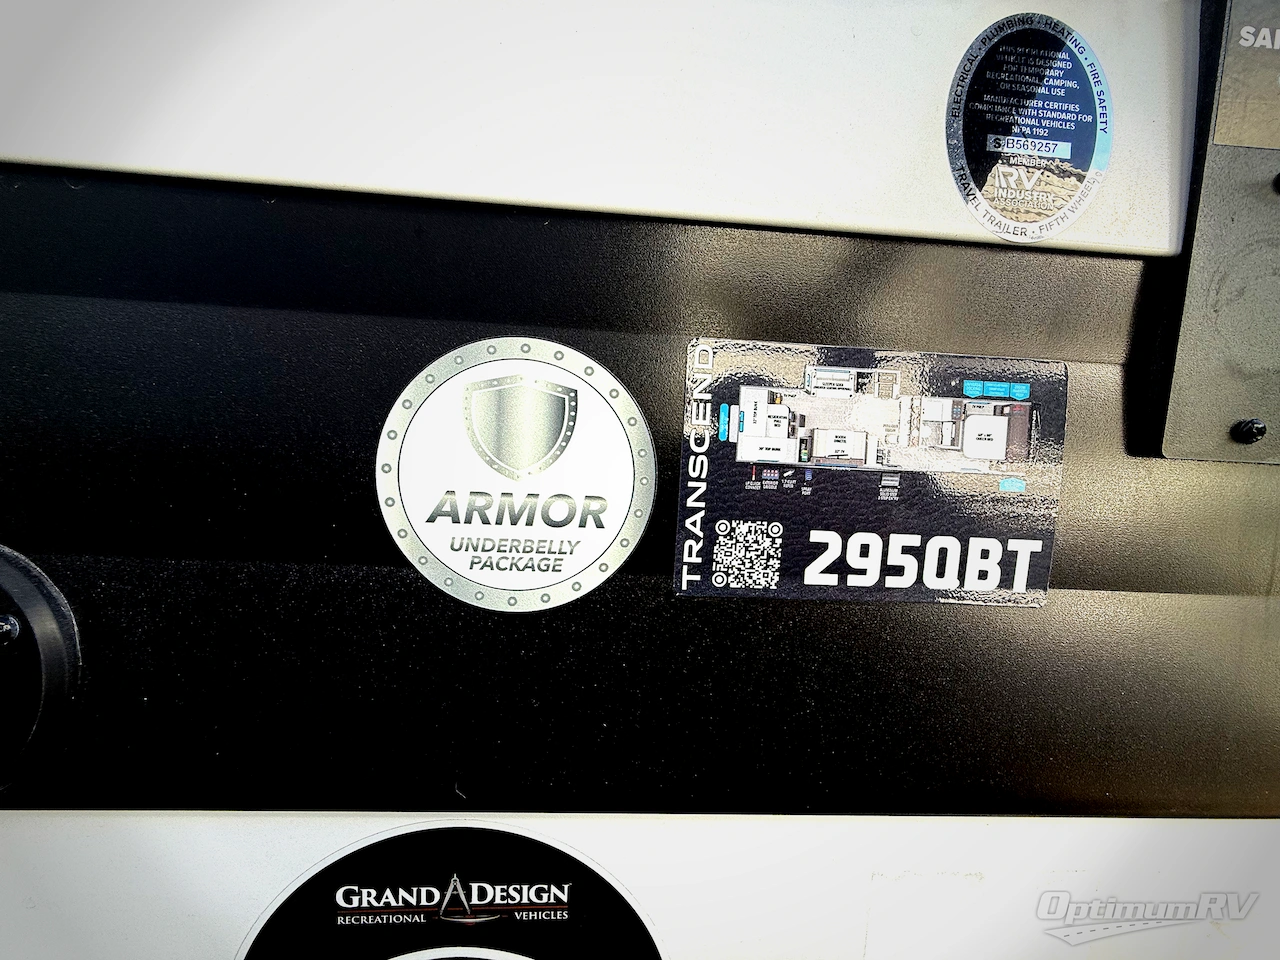 ELECTRICAL · PLUMBING · HEATING · FIRE SAFETY
THIS RECREATIONAL
VEHICLE IS DESIGNED
FOR TEMPORARY
RECREATIONAL, CAMPING,
OR SEASONAL USE
MANUFACTURER CERTIFIES
COMPLIANCE WITH STANDARD FOR
RECREATIONAL VEHICLES
NFPA 1192
B569257
MEMBER
RV
INDUSTRY
ASSOCIATION
TRAVEL TRAILER · FIFTH WHEEL
ARMOR
UNDERBELLY
PACKAGE
TRANSCEND
295QBT
GRAND DESIGN
RECREATIONAL VEHICLES
OptimumRV